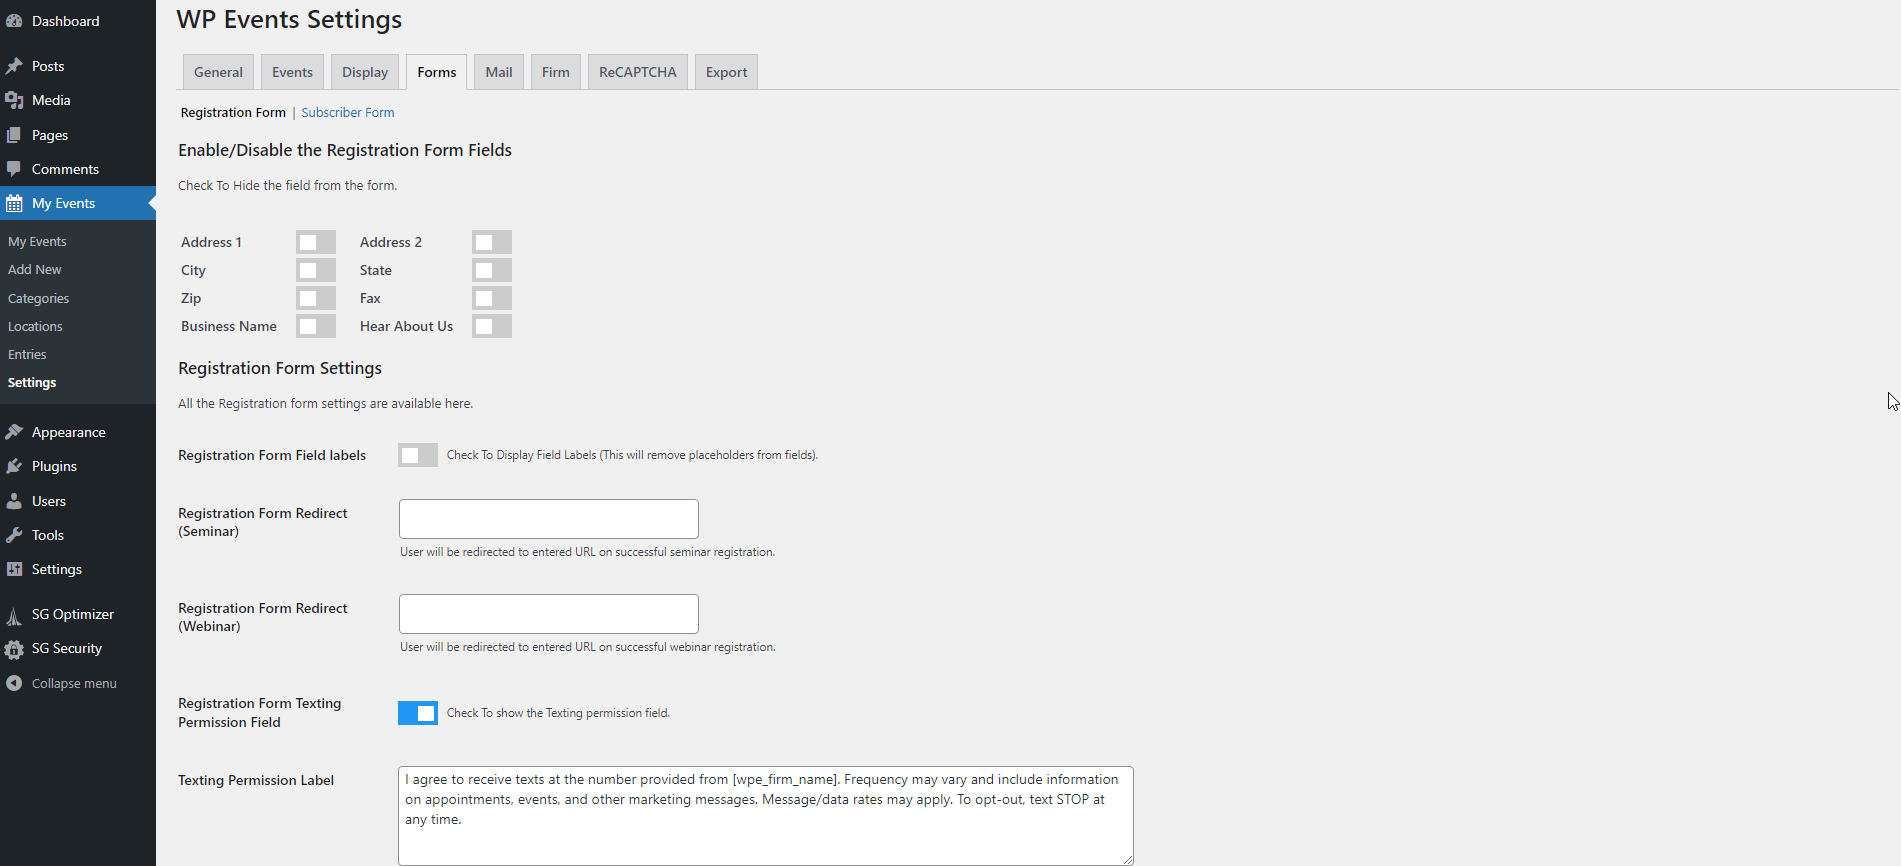 Dashboard
Posts
Media
Pages
Comments
My Events
My Events
Add New
Categories
Locations
Entries
Settings
Appearance
Plugins
Users
Tools
Settings
SG Optimizer
SG Security
Collapse menu
WP Events Settings
General Events Display Forms Mail Firm ReCAPTCHA Export
Registration Form | Subscriber Form
Enable/Disable the Registration Form Fields
Check To Hide the field from the form.
Address 1 Address 2
City State
Zip Fax
Business Name Hear About Us
Registration Form Settings
All the Registration form settings are available here.
Registration Form Field labels Check To Display Field Labels (This will remove placeholders from fields).
Registration Form Redirect
(Seminar)
User will be redirected to entered URL on successful seminar registration.
Registration Form Redirect
(Webinar)
User will be redirected to entered URL on successful webinar registration.
Registration Form Texting
Permission Field
Check To show the Texting permission field.
Texting Permission Label
I agree to receive texts at the number provided from [wpe_firm_name]. Frequency may vary and include information
on appointments, events, and other marketing messages. Message/data rates may apply. To opt-out, text STOP at
any time.